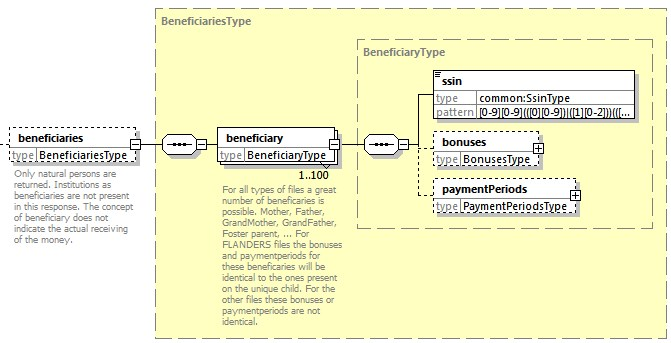 BeneficiariesType
BeneficiaryType
beneficiaries
type BeneficiariesType
Only natural persons are
returned. Institutions as
beneficiaries are not present
in this response. The concept
of beneficiary does not
indicate the actual receiving
of the money.
beneficiary
type BeneficiaryType
1..100
For all types of files a great
number of beneficaries is
possible. Mother, Father,
GrandMother, GrandFather,
Foster parent, ... For
FLANDERS files the bonuses
and paymentperiods for
these beneficaries will be
identical to the ones present
on the unique child. For the
other files these bonuses or
paymentperiods are not
identical.
ssin
type common:SsinType
pattern [0-9][0-9](([0][0-9])|([1][0-2]))(([...
bonuses
type BonusesType
paymentPeriods
type PaymentPeriodsType